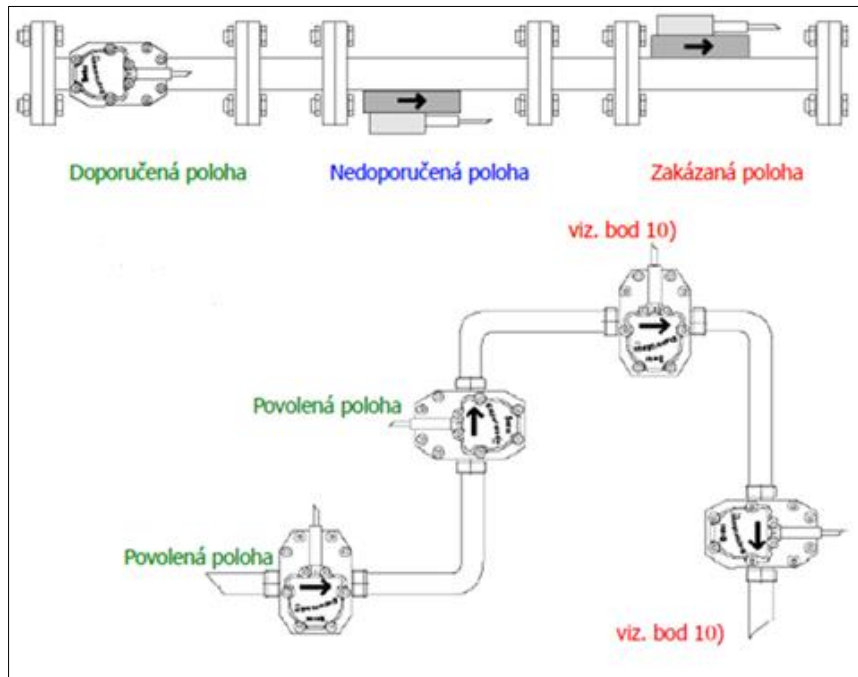 Doporučená poloha
Nedoporučená poloha
Zakázaná poloha
viz. bod 10)
Povolená poloha
Povolená poloha
viz. bod 10)